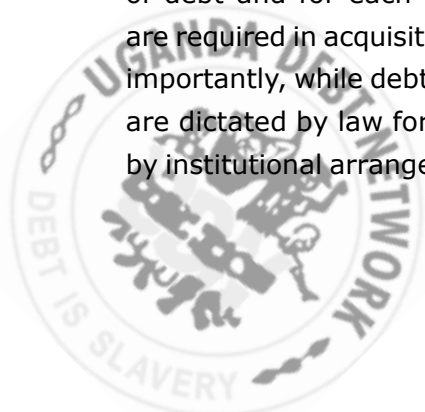 of debt and for each
are required in acquisit
importantly, while debt
are dictated by law for
by institutional arrange
UGANDA DEBT NETWORK
DEBT IS SLAVERY